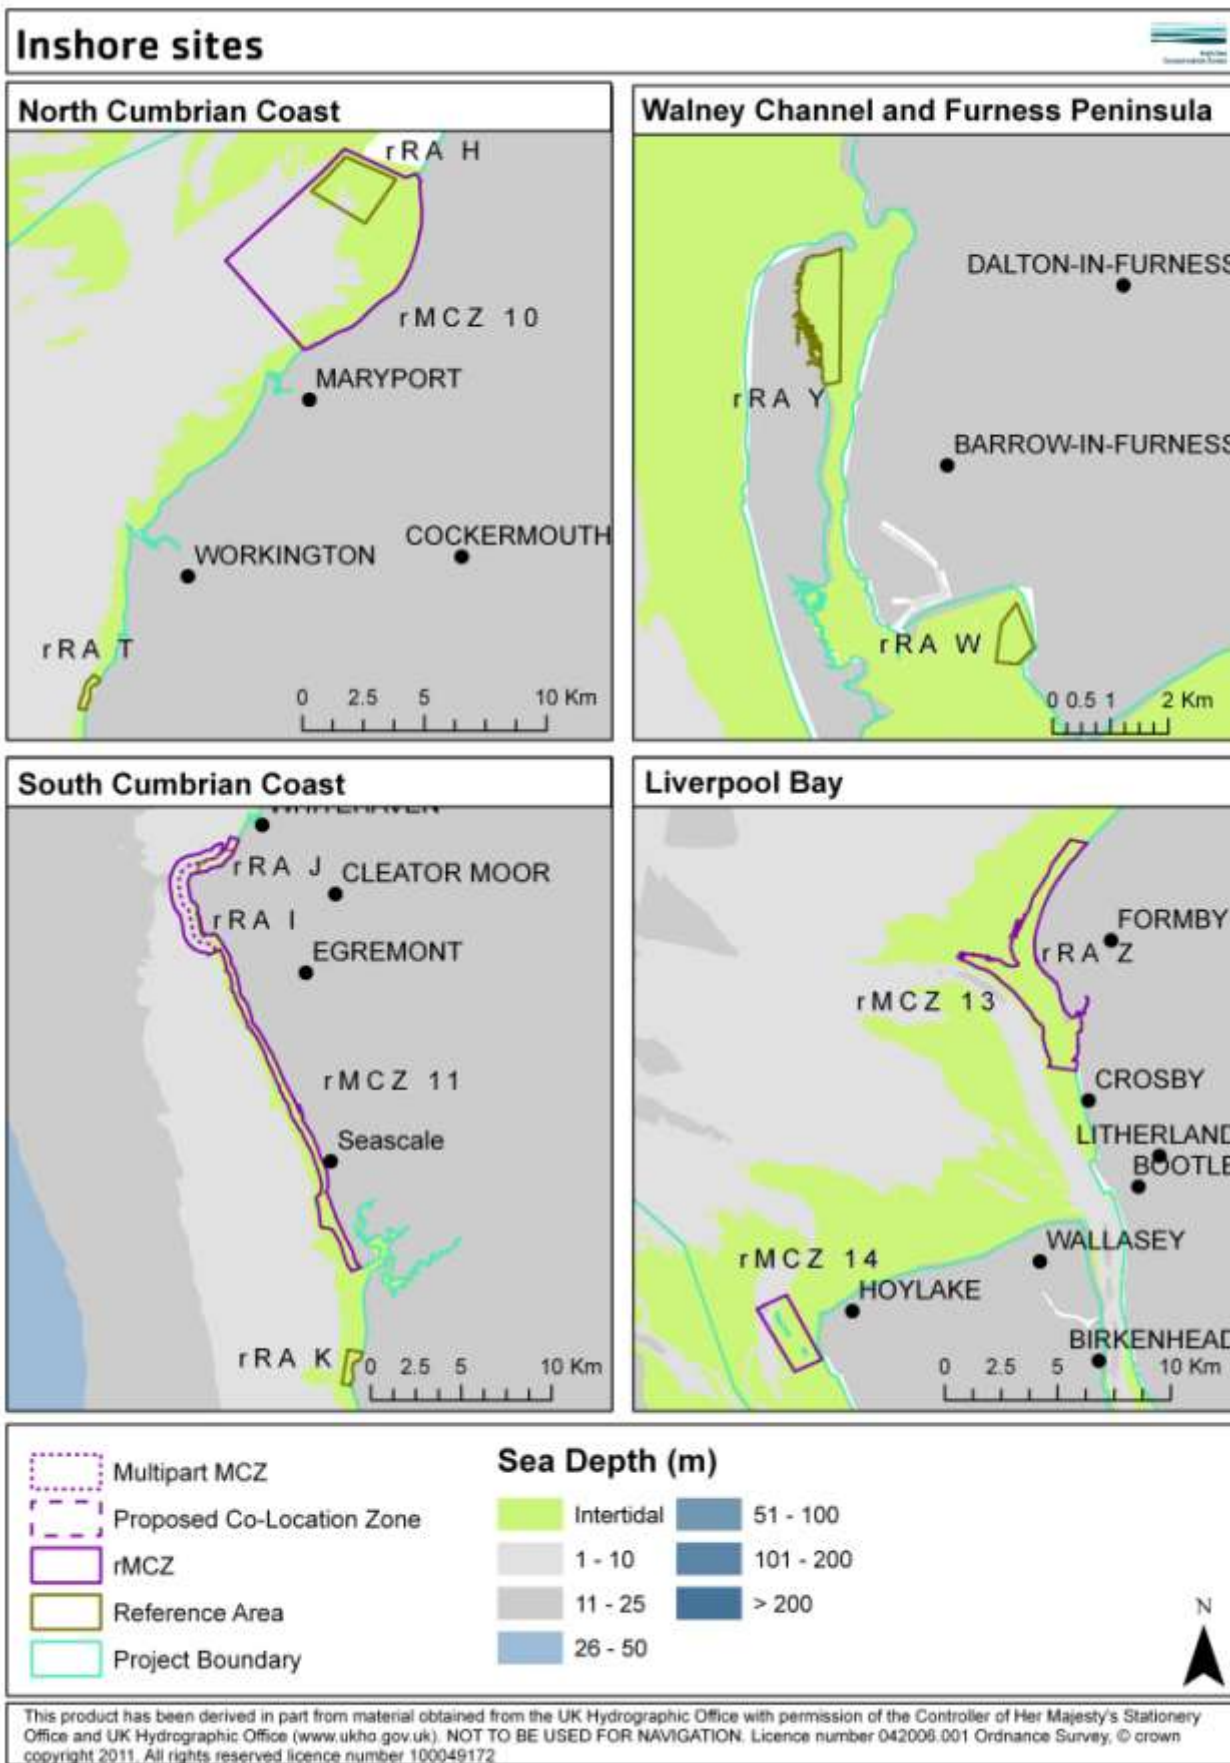 Inshore sites
North Cumbrian Coast
rRA H
rMCZ 10
MARYPORT
COCKERMOUTH
WORKINGTON
rRA T
0 2.5 5 10 Km
Walney Channel and Furness Peninsula
DALTON-IN-FURNESS
rRA Y
BARROW-IN-FURNESS
rRA W
0 0.5 1 2 Km
South Cumbrian Coast
WHITEHAVEN
rRA J
CLEATOR MOOR
rRA I
EGREMONT
rMCZ 11
Seascale
rRA K
0 2.5 5 10 Km
Liverpool Bay
FORMBY
rRA Z
rMCZ 13
CROSBY
LITHERLAND
BOOTLE
WALLASEY
rMCZ 14
HOYLAKE
BIRKENHEAD
0 2.5 5 10 Km
Multipart MCZ
Proposed Co-Location Zone
rMCZ
Reference Area
Project Boundary
Sea Depth (m)
Intertidal
1 - 10
11 - 25
26 - 50
51 - 100
101 - 200
> 200
N
This product has been derived in part from material obtained from the UK Hydrographic Office with permission of the Controller of Her Majesty's Stationery
Office and UK Hydrographic Office (www.ukho.gov.uk). NOT TO BE USED FOR NAVIGATION. Licence number 042006.001 Ordnance Survey, © crown
copyright 2011. All rights reserved licence number 100049172